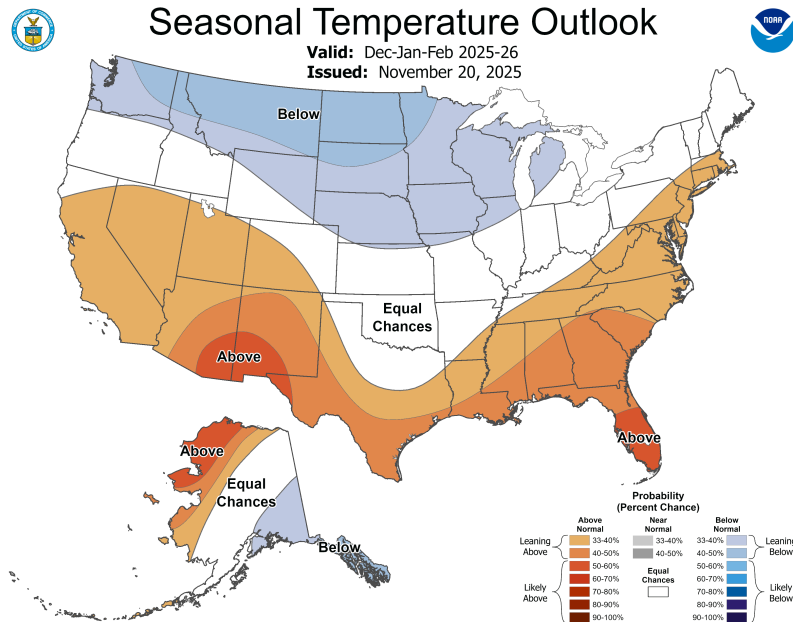 Seasonal Temperature Outlook
Valid: Dec-Jan-Feb 2025-26
Issued: November 20, 2025
NOAA
Below
Equal
Chances
Above
Above
Above
Equal
Chances
Below
Probability
(Percent Chance)
Above
Normal
Near
Normal
Below
Normal
Leaning
Above
33-40%
40-50%
33-40%
40-50%
33-40%
40-50%
Leaning
Below
Likely
Above
50-60%
60-70%
70-80%
80-90%
90-100%
Equal
Chances
50-60%
60-70%
70-80%
80-90%
90-100%
Likely
Below